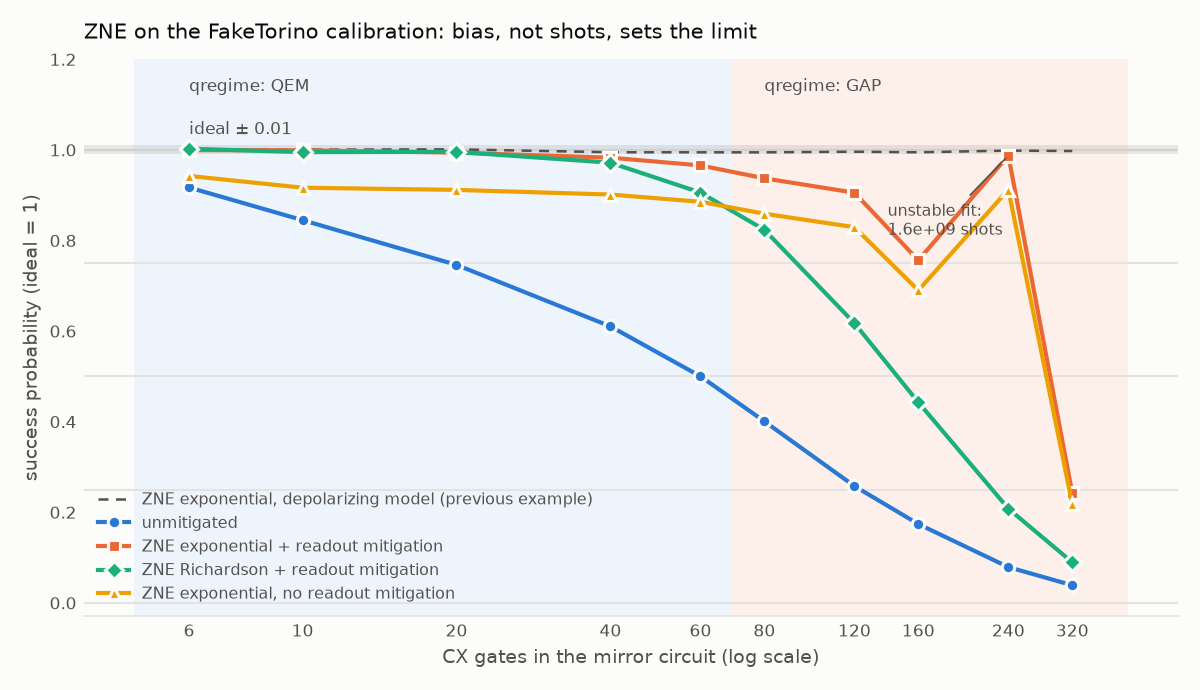 ZNE on the FakeTorino calibration: bias, not shots, sets the limit
success probability (ideal = 1)
1.2
1.0
0.8
0.6
0.4
0.2
0.0
qregime: QEM
qregime: GAP
ideal ± 0.01
unstable fit:
1.6e+09 shots
ZNE exponential, depolarizing model (previous example)
unmitigated
ZNE exponential + readout mitigation
ZNE Richardson + readout mitigation
ZNE exponential, no readout mitigation
6 10 20 40 60 80 120 160 240 320
CX gates in the mirror circuit (log scale)